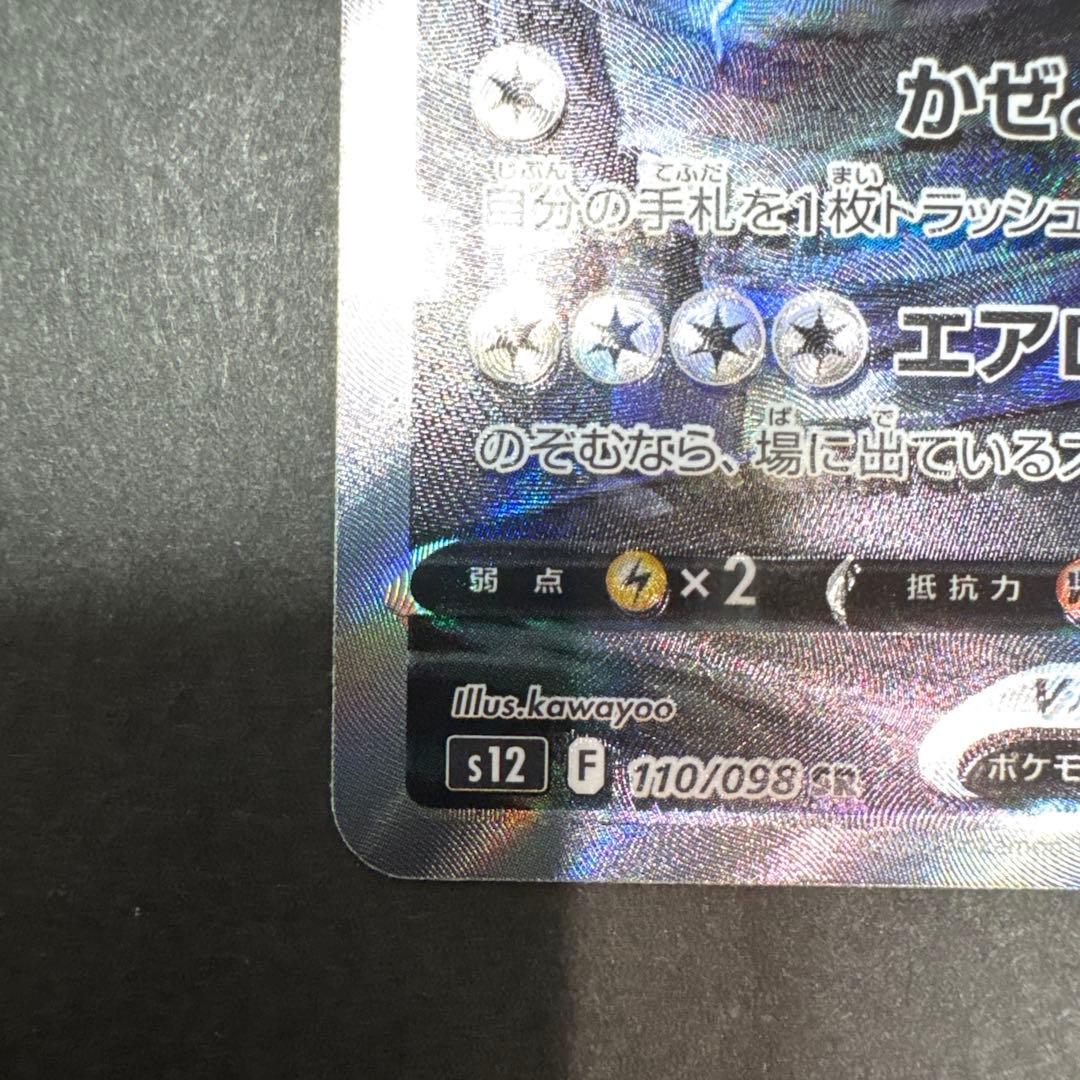 かぜよ
じぶん てふだ まい
自分の手札を1枚トラッシュ
エアロ
ば で
のぞむなら、場に出ているス
弱点 ×2 抵抗力
Illus.kawayoo
s12 F 110/098 SR
ポケモ